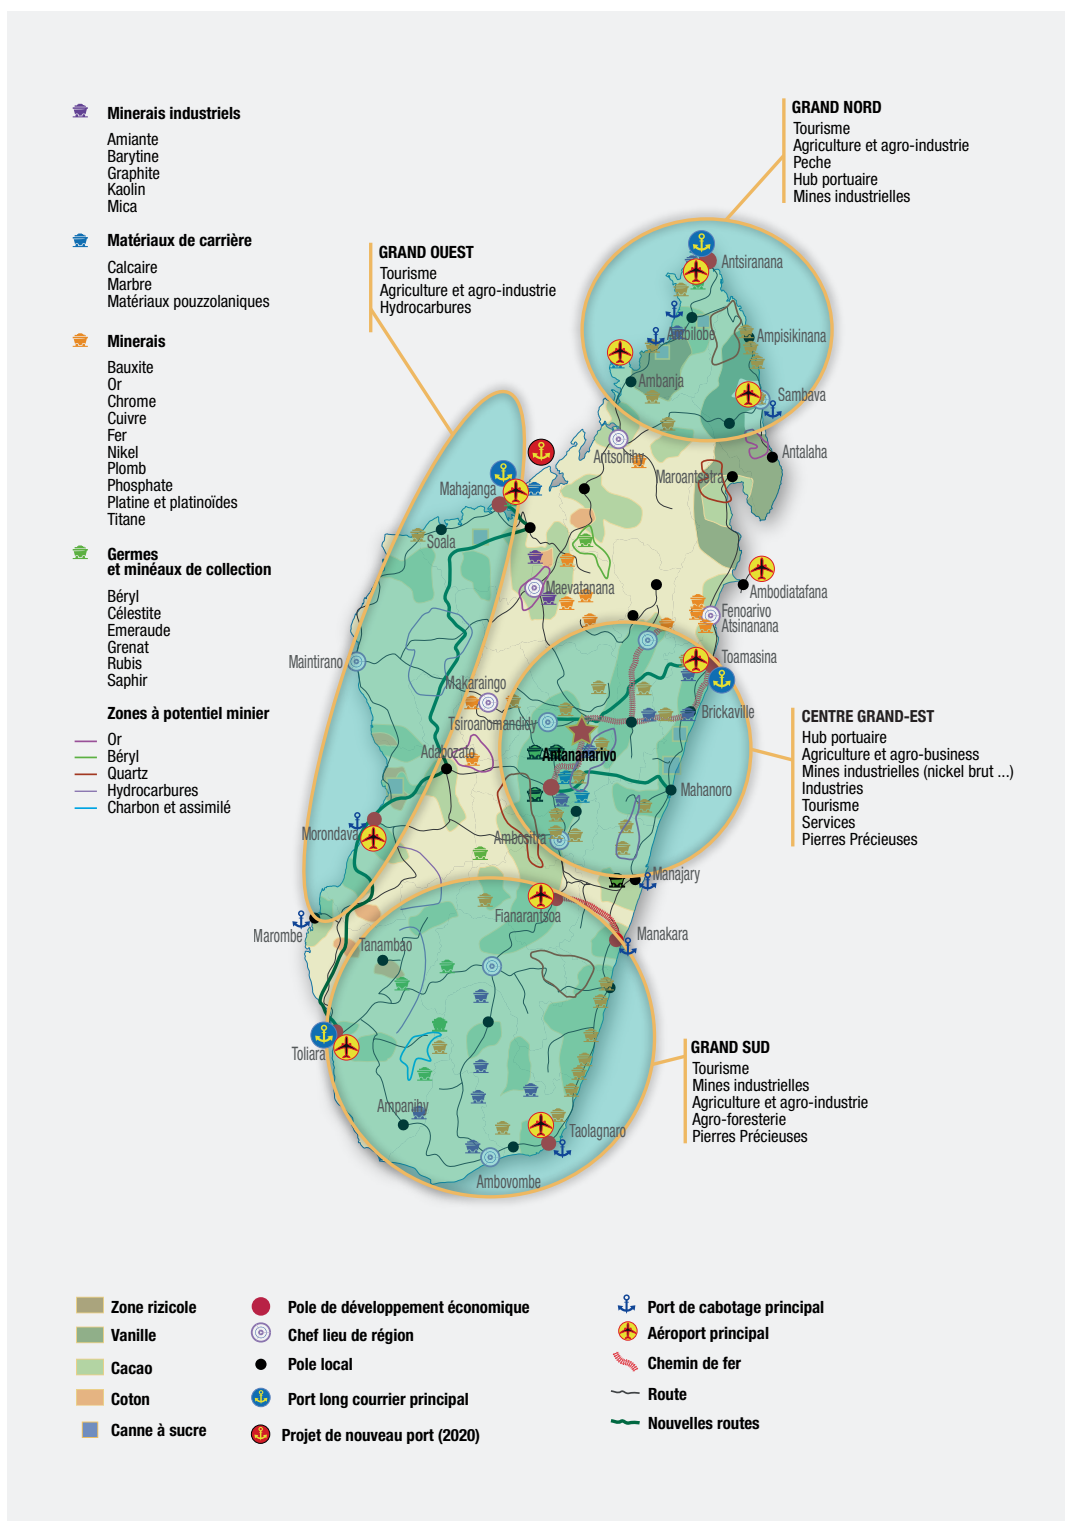 Minerais industriels
Amiante
Barytine
Graphite
Kaolin
Mica
Matériaux de carrière
Calcaire
Marbre
Matériaux pouzzolaniques
Minerais
Bauxite
Or
Chrome
Cuivre
Fer
Nikel
Plomb
Phosphate
Platine et platinoïdes
Titane
Germes
et minéaux de collection
Béryl
Célestite
Emeraude
Grenat
Rubis
Saphir
Zones à potentiel minier
Or
Béryl
Quartz
Hydrocarbures
Charbon et assimilé
GRAND OUEST
Tourisme
Agriculture et agro-industrie
Hydrocarbures
GRAND NORD
Tourisme
Agriculture et agro-industrie
Peche
Hub portuaire
Mines industrielles
Antsiranana
Ambilobe
Ampisikinana
Ambanja
Sambava
Antsohihy
Antalaha
Maroantsetra
Mahajanga
Soala
Maevatanana
Ambodiatafana
Fenoarivo
Atsinanana
Maintirano
Toamasina
Makaraingo
Tsiroanomandidy
Brickaville
Antananarivo
Adabozato
Mahanoro
Morondava
Ambositra
Manajary
Marombe
Fianarantsoa
Manakara
Tanambao
Toliara
Ampanihy
Taolagnaro
Ambovombe
CENTRE GRAND-EST
Hub portuaire
Agriculture et agro-business
Mines industrielles (nickel brut ...)
Industries
Tourisme
Services
Pierres Précieuses
GRAND SUD
Tourisme
Mines industrielles
Agriculture et agro-industrie
Agro-foresterie
Pierres Précieuses
Zone rizicole
Vanille
Cacao
Coton
Canne à sucre
Pole de développement économique
Chef lieu de région
Pole local
Port long courrier principal
Projet de nouveau port (2020)
Port de cabotage principal
Aéroport principal
Chemin de fer
Route
Nouvelles routes